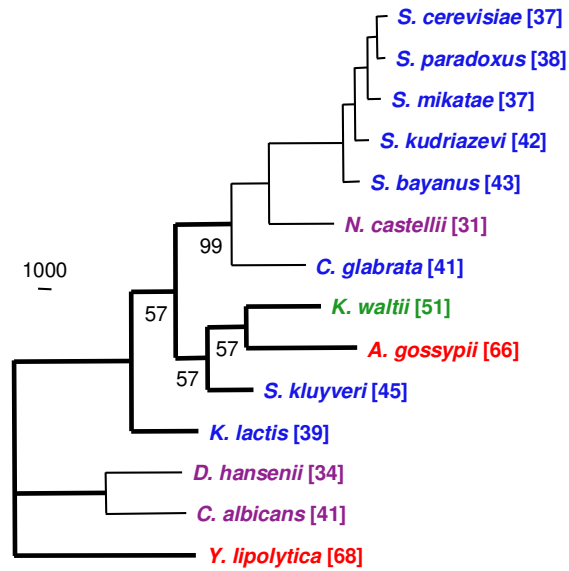 S. cerevisiae [37]
S. paradoxus [38]
S. mikatae [37]
S. kudriazevi [42]
S. bayanus [43]
N. castellii [31]
99
C. glabrata [41]
1000
K. waltii [51]
57
57
A. gossypii [66]
57
S. kluyveri [45]
K. lactis [39]
D. hansenii [34]
C. albicans [41]
Y. lipolytica [68]